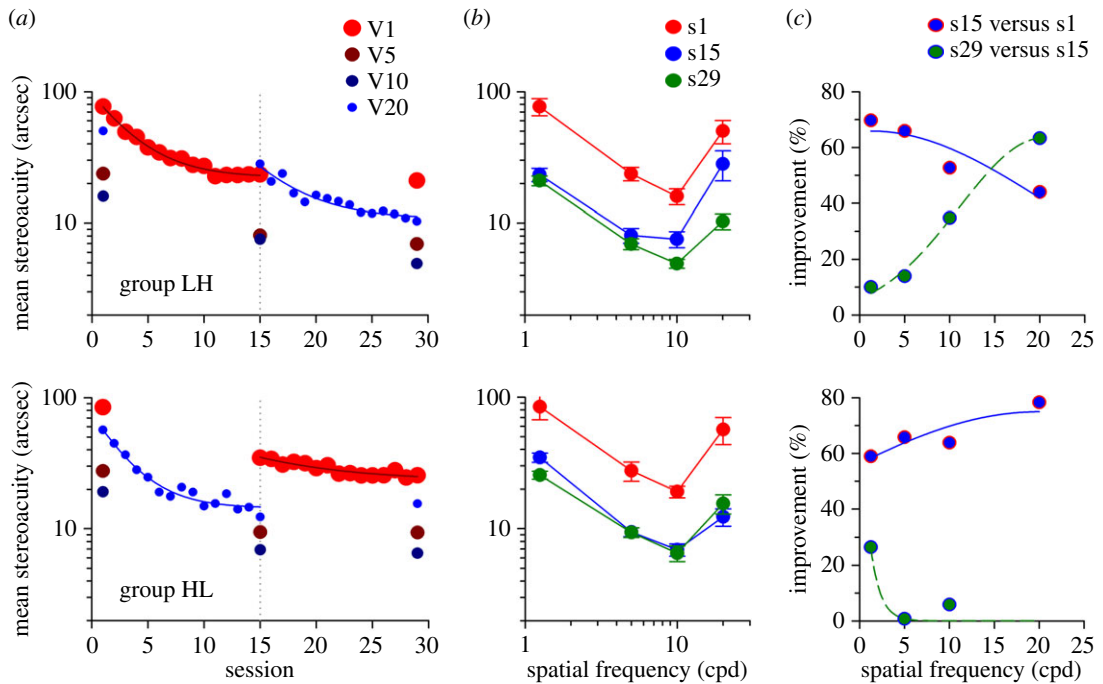 (a)
(b)
(c)
V1
V5
V10
V20
s1
s15
s29
s15 versus s1
s29 versus s15
mean stereoacuity (arcsec)
100
10
group LH
0 5 10 15 20 25 30
100
10
1 10
improvement (%)
80
60
40
20
0
0 5 10 15 20 25
mean stereoacuity (arcsec)
100
10
group HL
0 5 10 15 20 25 30
session
100
10
1 10
spatial frequency (cpd)
improvement (%)
80
60
40
20
0
0 5 10 15 20 25
spatial frequency (cpd)